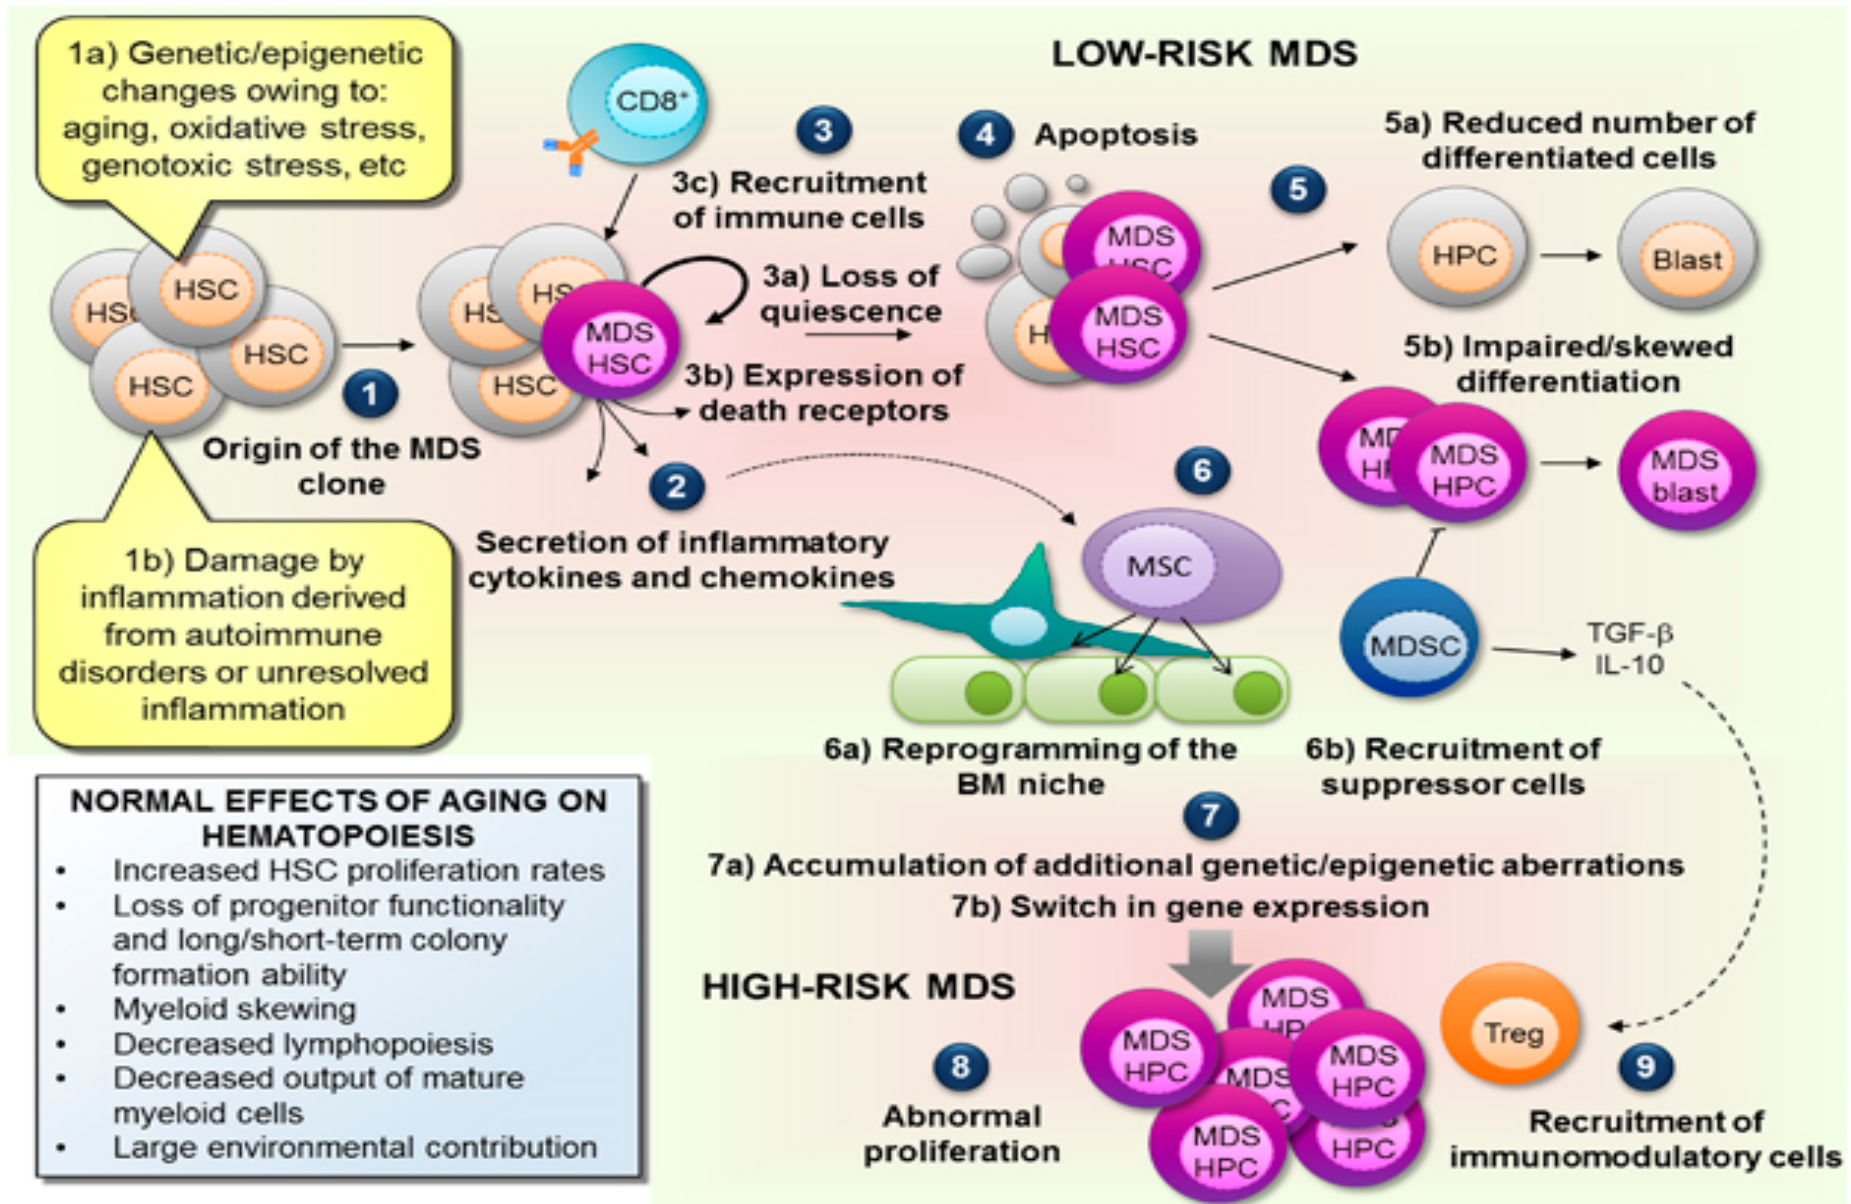 1a) Genetic/epigenetic
changes owing to:
aging, oxidative stress,
genotoxic stress, etc
CD8+
LOW-RISK MDS
3
4
Apoptosis
3c) Recruitment
of immune cells
5
5a) Reduced number of
differentiated cells
HSC
HSC
HSC
1
Origin of the MDS
clone
HSC
MDS
HSC
3a) Loss of
quiescence
3b) Expression of
death receptors
MDS
HSC
MDS
HSC
HPC
Blast
5b) Impaired/skewed
differentiation
MDS
HPC
MDS
blast
2
Secretion of inflammatory
cytokines and chemokines
6
MSC
MDSC
TGF-β
IL-10
6a) Reprogramming of the
BM niche
6b) Recruitment of
suppressor cells
1b) Damage by
inflammation derived
from autoimmune
disorders or unresolved
inflammation
NORMAL EFFECTS OF AGING ON
HEMATOPOIESIS
• Increased HSC proliferation rates
• Loss of progenitor functionality
and long/short-term colony
formation ability
• Myeloid skewing
• Decreased lymphopoiesis
• Decreased output of mature
myeloid cells
• Large environmental contribution
7
7a) Accumulation of additional genetic/epigenetic aberrations
7b) Switch in gene expression
HIGH-RISK MDS
8
Abnormal
proliferation
MDS
MDS
HPC
MDS
HPC
MDS
MDS
HPC
HPC
Treg
9
Recruitment of
immunomodulatory cells